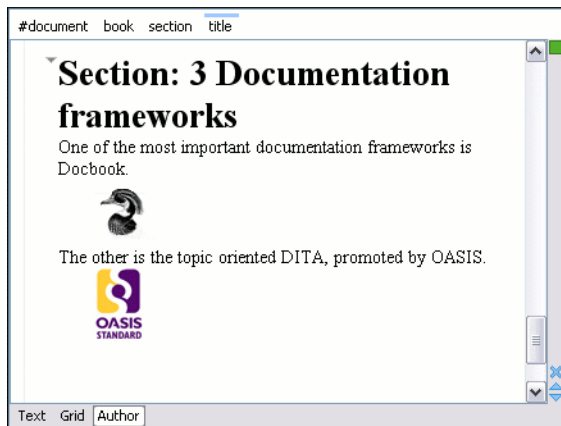 #document book section title
Section: 3 Documentation
frameworks
One of the most important documentation frameworks is
Docbook.
The other is the topic oriented DITA, promoted by OASIS.
OASIS
STANDARD
Text Grid Author